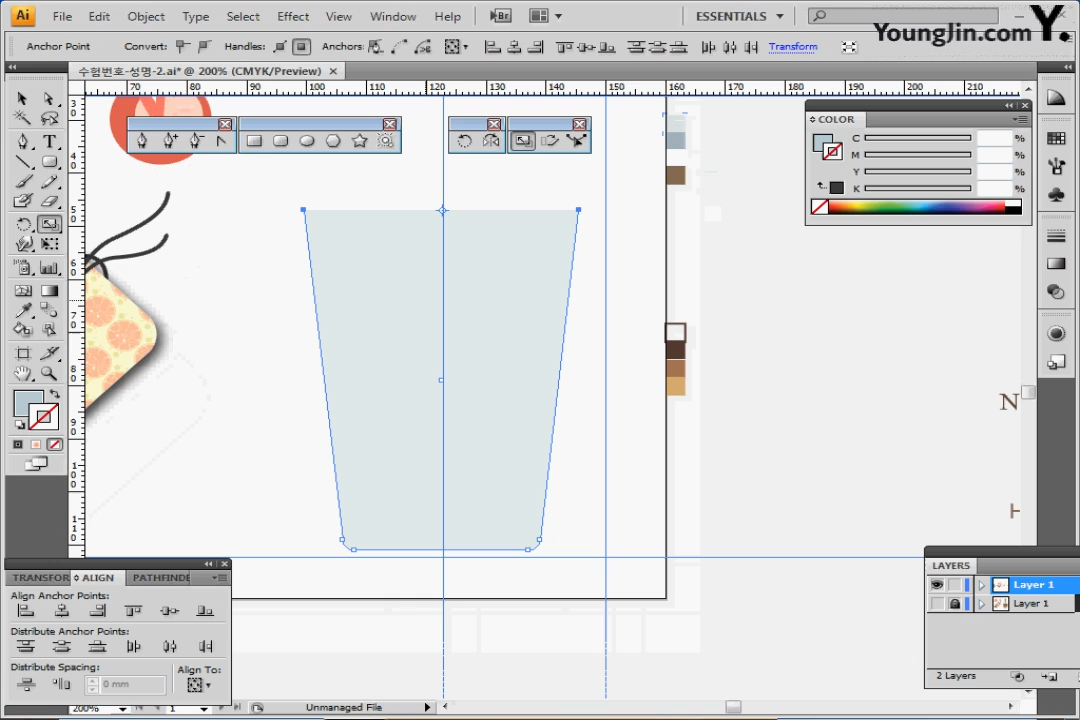 Ai File Edit Object Type Select Effect View Window Help Br ESSENTIALS
YoungJin.com Y.
Anchor Point Convert: Handles: Anchors: Transform
수험번호-성명-2.ai* @ 200% (CMYK/Preview)
70 80 90 100 110 120 130 140 150 160 170 180 190 200 210
COLOR
C %
M %
Y %
K %
N
H
TRANSFOR ALIGN PATHFINDE
Align Anchor Points:
Distribute Anchor Points:
Distribute Spacing: Align To:
0 mm
LAYERS
Layer 1
Layer 1
2 Layers
200% 1 Unmanaged File